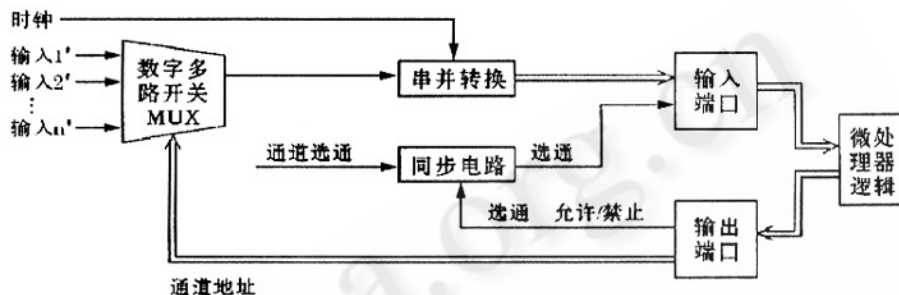 时钟
输入1'
输入2'
⋮
输入n'
数字多
路开关
MUX
串并转换
输入
端口
微处
理器
逻辑
通道选通
同步电路
选通
选通 允许/禁止
输出
端口
通道地址